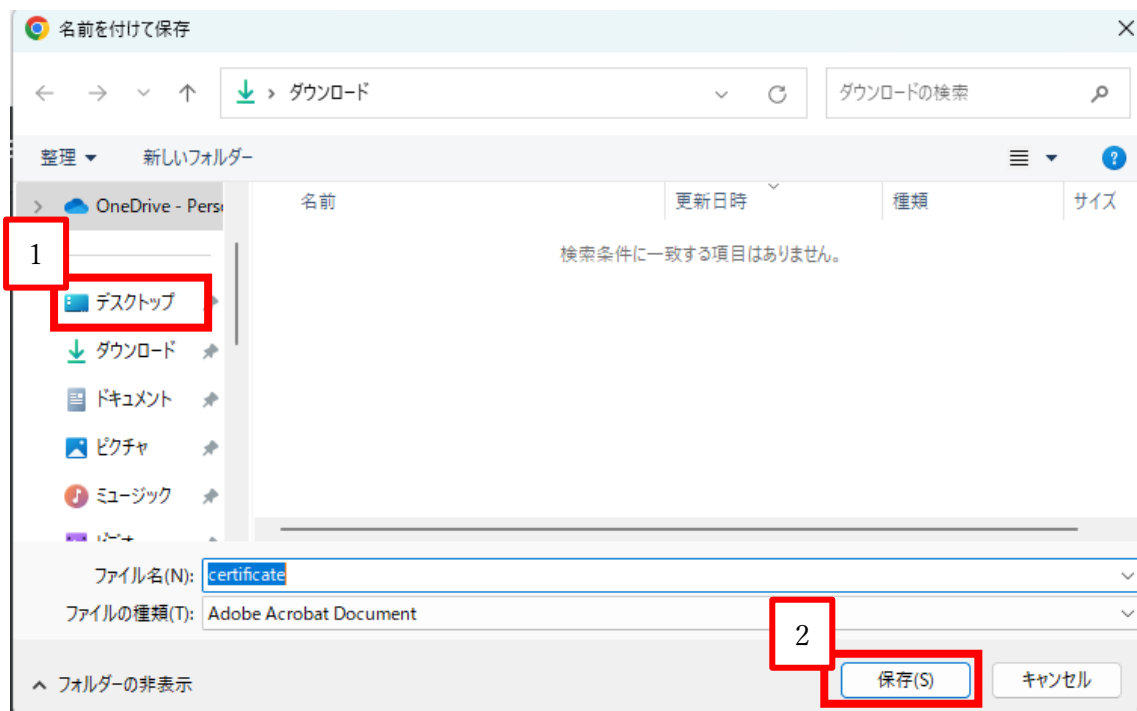 名前を付けて保存
ダウンロード
ダウンロードの検索
整理
新しいフォルダー
名前 更新日時 種類 サイズ
OneDrive - Pers
検索条件に一致する項目はありません。
1
デスクトップ
ダウンロード
ドキュメント
ピクチャ
ミュージック
ビデオ
ファイル名(N): certificate
ファイルの種類(T): Adobe Acrobat Document
2
フォルダーの非表示
保存(S)
キャンセル